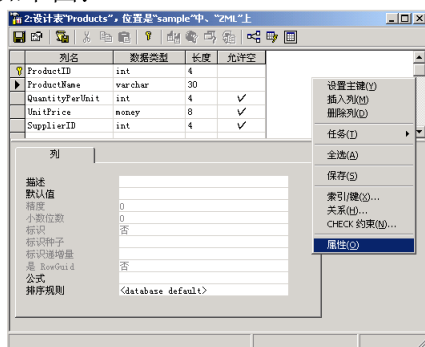 2:设计表"Products"，位置是"sample"中、"ZML"上
列名 数据类型 长度 允许空
ProductID int 4
ProductName varchar 30
QuantityPerUnit int 4
UnitPrice money 8
SupplierID int 4
设置主键(Y)
插入列(M)
删除列(D)
任务(T)
全选(A)
保存(S)
索引/键(X)...
关系(H)...
CHECK 约束(N)...
属性(O)
列
描述
默认值
精度 0
小数位数 0
标识 否
标识种子
标识递增量
是 RowGuid 否
公式
排序规则 <database default>